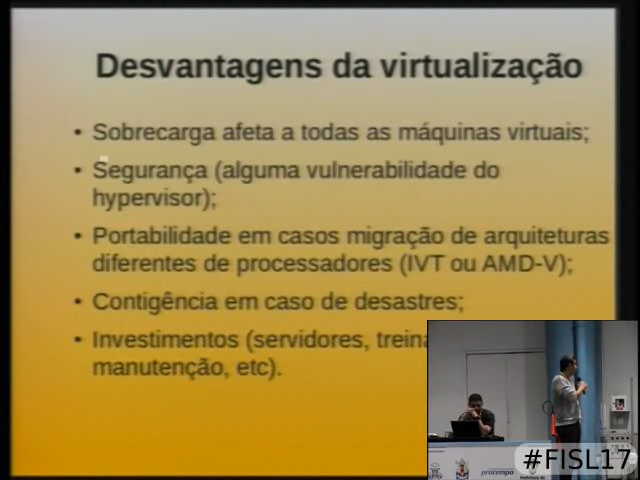 Desvantagens da virtualização
• Sobrecarga afeta a todas as máquinas virtuais;
• Segurança (alguma vulnerabilidade do
hypervisor);
• Portabilidade em casos migração de arquiteturas
diferentes de processadores (IVT ou AMD-V);
• Contigência em caso de desastres;
• Investimentos (servidores, treina
manutenção, etc).
procempa
#FISL17